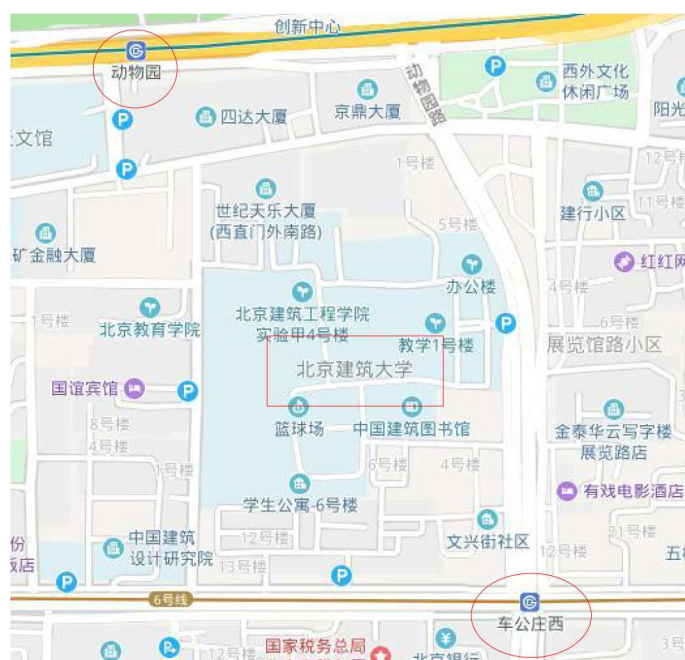 创新中心
动物园
动物园路
西外文化
休闲广场
四达大厦
京鼎大厦
阳光
文馆
1号楼
12号
世纪天乐大厦
(西直门外南路)
11号楼
建行小区
5号楼
矿金融大厦
红红网
办公楼
4号楼
北京建筑工程学院
实验甲4号楼
1号楼
北京教育学院
教学1号楼
6号楼
展览馆路小区
北京建筑大学
国谊宾馆
8号楼
4号楼
篮球场
中国建筑图书馆
金泰华云写字楼
展览路店
1号楼
6号楼
4号楼
有戏电影酒店
学生公寓-6号楼
中国建筑
设计研究院
12号楼
13号楼
文兴街社区
21号楼
12号楼
五
份
店
6号线
车公庄西
国家税务总局
北京银行
3号